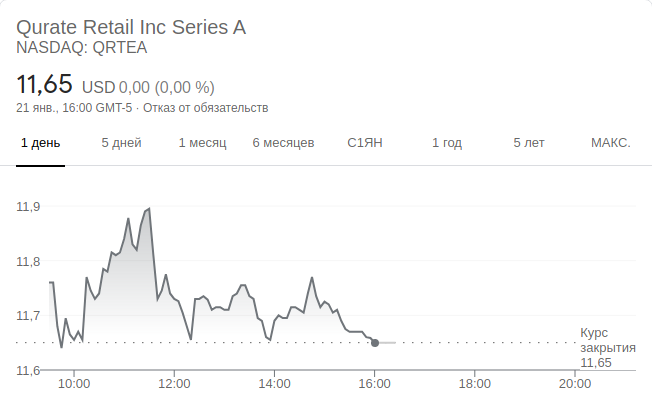 Qurate Retail Inc Series A
NASDAQ: QRTEA
11,65 USD 0,00 (0,00 %)
21 янв., 16:00 GMT-5 · Отказ от обязательств
1 день 5 дней 1 месяц 6 месяцев С1ЯН 1 год 5 лет МАКС.
11,9
11,8
11,7
11,6
Курс
закрытия
11,65
10:00 12:00 14:00 16:00 18:00 20:00